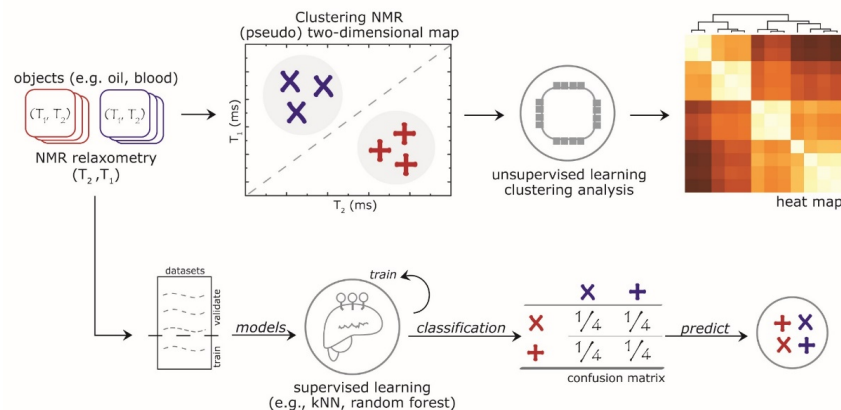 Clustering NMR
(pseudo) two-dimensional map
objects (e.g. oil, blood)
(T1, T2)
(T1, T2)
NMR relaxometry
(T2,T1)
T1 (ms)
T2 (ms)
unsupervised learning
clustering analysis
heat map
datasets
validate
train
models
train
supervised learning
(e.g., kNN, random forest)
classification
1/4 1/4
1/4 1/4
confusion matrix
predict